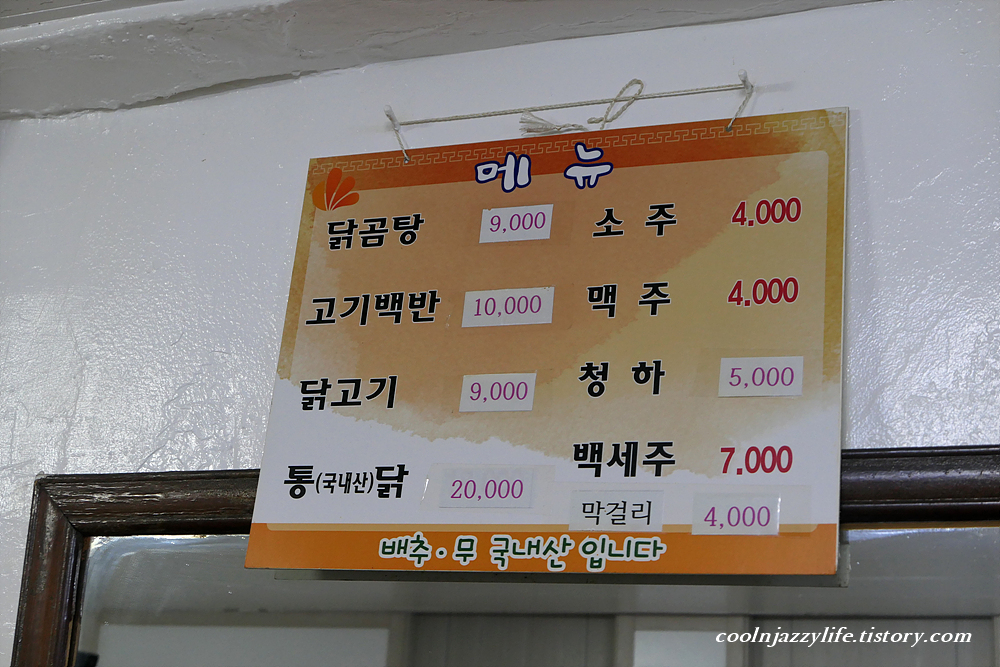 메뉴
닭곰탕 9,000
고기백반 10,000
닭고기 9,000
통(국내산)닭 20,000
소주 4.000
맥주 4.000
청하 5,000
백세주 7.000
막걸리 4,000
배추·무 국내산 입니다
coolnjazzylife.tistory.com